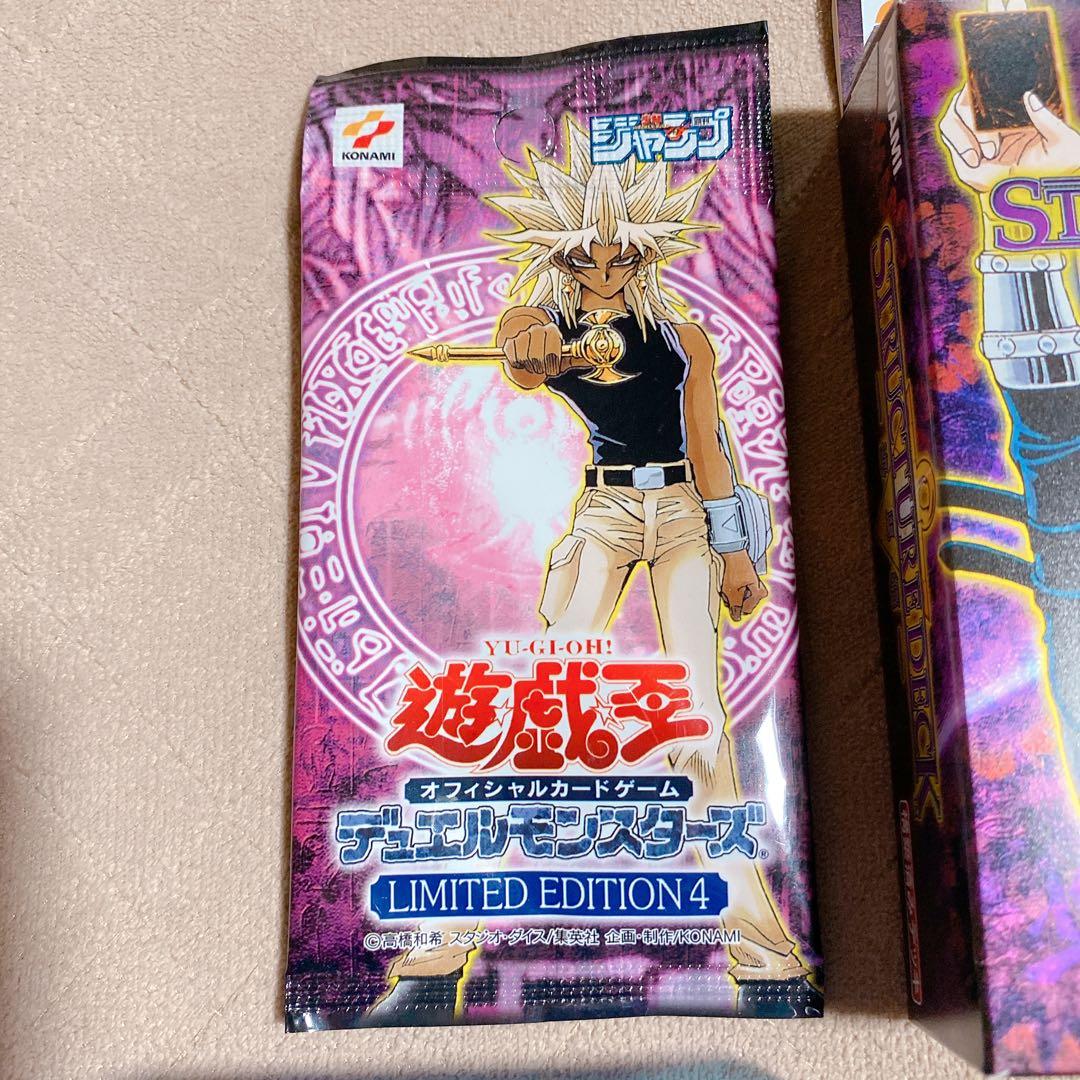 KONAMI
ジャンプ
YU-GI-OH!
遊戯王
オフィシャルカードゲーム
デュエルモンスターズ®
LIMITED EDITION 4
©高橋和希 スタジオ・ダイス/集英社 企画・制作/KONAMI
KONAMI
STRUCTURE DECK
ST